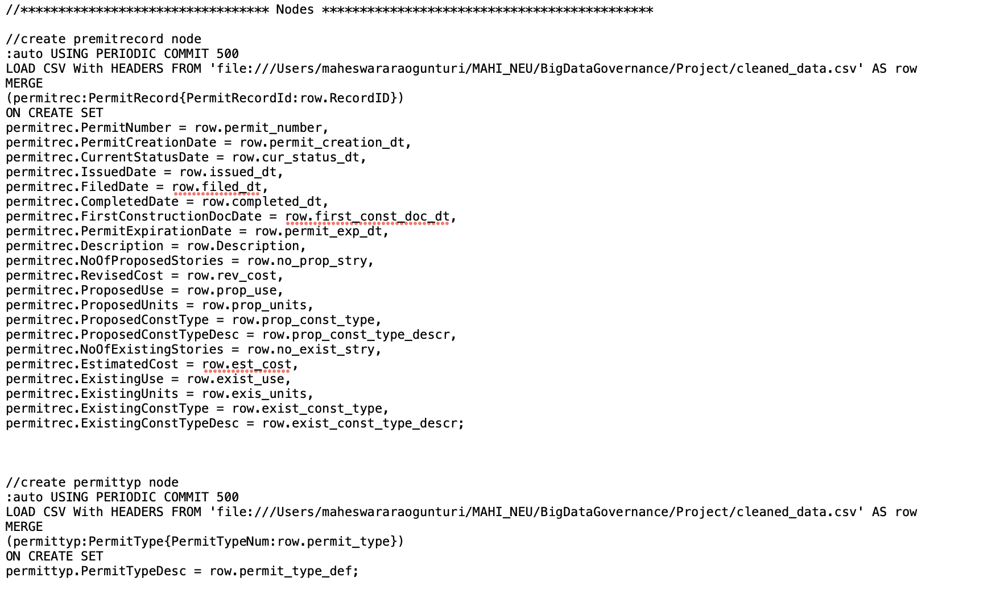 //********************************* Nodes ********************************************
//create premitrecord node
:auto USING PERIODIC COMMIT 500
LOAD CSV With HEADERS FROM 'file:///Users/maheswararaogunturi/MAHI_NEU/BigDataGovernance/Project/cleaned_data.csv' AS row
MERGE
(permitrec:PermitRecord{PermitRecordId:row.RecordID})
ON CREATE SET
permitrec.PermitNumber = row.permit_number,
permitrec.PermitCreationDate = row.permit_creation_dt,
permitrec.CurrentStatusDate = row.cur_status_dt,
permitrec.IssuedDate = row.issued_dt,
permitrec.FiledDate = row.filed_dt,
permitrec.CompletedDate = row.completed_dt,
permitrec.FirstConstructionDocDate = row.first_const_doc_dt,
permitrec.PermitExpirationDate = row.permit_exp_dt,
permitrec.Description = row.Description,
permitrec.NoOfProposedStories = row.no_prop_stry,
permitrec.RevisedCost = row.rev_cost,
permitrec.ProposedUse = row.prop_use,
permitrec.ProposedUnits = row.prop_units,
permitrec.ProposedConstType = row.prop_const_type,
permitrec.ProposedConstTypeDesc = row.prop_const_type_descr,
permitrec.NoOfExistingStories = row.no_exist_stry,
permitrec.EstimatedCost = row.est_cost,
permitrec.ExistingUse = row.exist_use,
permitrec.ExistingUnits = row.exis_units,
permitrec.ExistingConstType = row.exist_const_type,
permitrec.ExistingConstTypeDesc = row.exist_const_type_descr;
//create permittyp node
:auto USING PERIODIC COMMIT 500
LOAD CSV With HEADERS FROM 'file:///Users/maheswararaogunturi/MAHI_NEU/BigDataGovernance/Project/cleaned_data.csv' AS row
MERGE
(permittyp:PermitType{PermitTypeNum:row.permit_type})
ON CREATE SET
permittyp.PermitTypeDesc = row.permit_type_def;